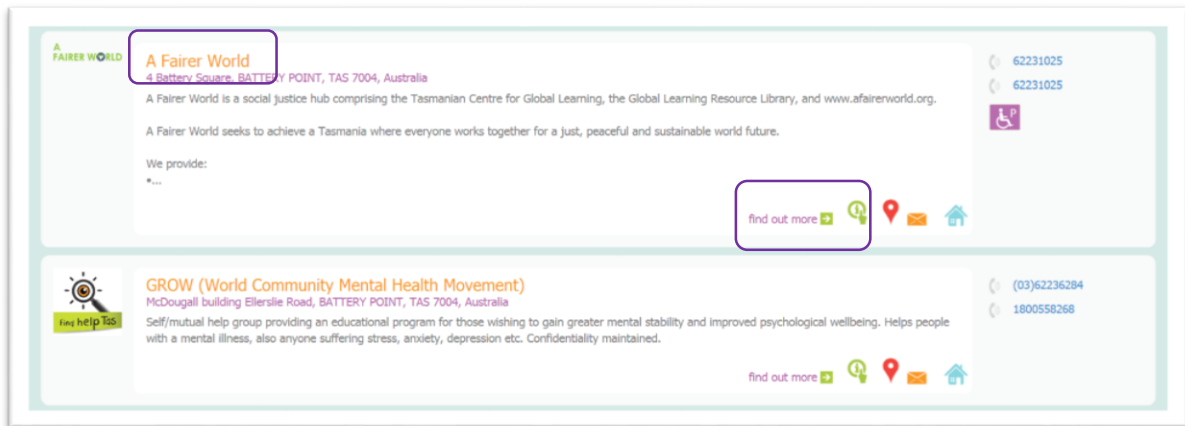 A
FAIRER WORLD
A Fairer World
4 Battery Square, BATTERY POINT, TAS 7004, Australia
A Fairer World is a social justice hub comprising the Tasmanian Centre for Global Learning, the Global Learning Resource Library, and www.afairerworld.org.
A Fairer World seeks to achieve a Tasmania where everyone works together for a just, peaceful and sustainable world future.
We provide:
*...
find out more
62231025
62231025
P
find help Tas
GROW (World Community Mental Health Movement)
McDougall building Ellerslie Road, BATTERY POINT, TAS 7004, Australia
Self/mutual help group providing an educational program for those wishing to gain greater mental stability and improved psychological wellbeing. Helps people
with a mental illness, also anyone suffering stress, anxiety, depression etc. Confidentiality maintained.
find out more
(03)62236284
1800558268